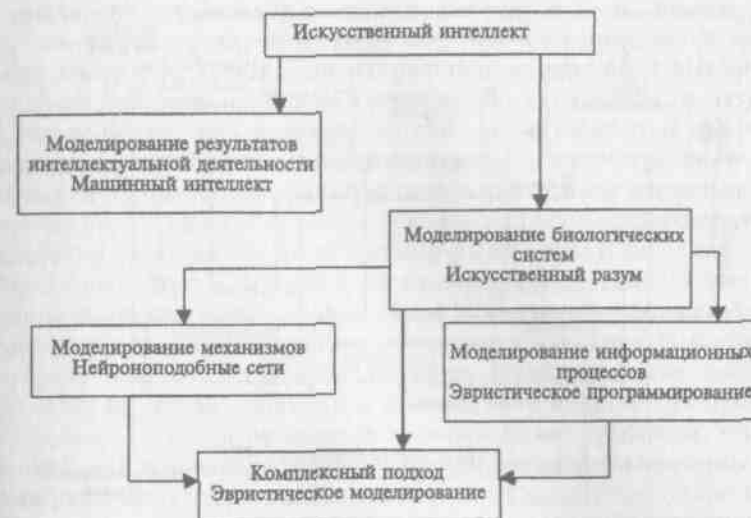 Искусственный интеллект
Моделирование результатов
интеллектуальной деятельности
Машинный интеллект
Моделирование биологических
систем
Искусственный разум
Моделирование механизмов
Нейроноподобные сети
Моделирование информационных
процессов
Эвристическое программирование
Комплексный подход
Эвристическое моделирование